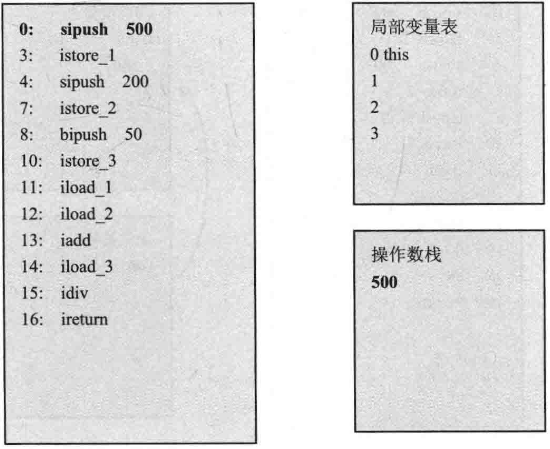 0: sipush 500
3: istore_1
4: sipush 200
7: istore_2
8: bipush 50
10: istore_3
11: iload_1
12: iload_2
13: iadd
14: iload_3
15: idiv
16: ireturn
局部变量表
0 this
1
2
3
操作数栈
500